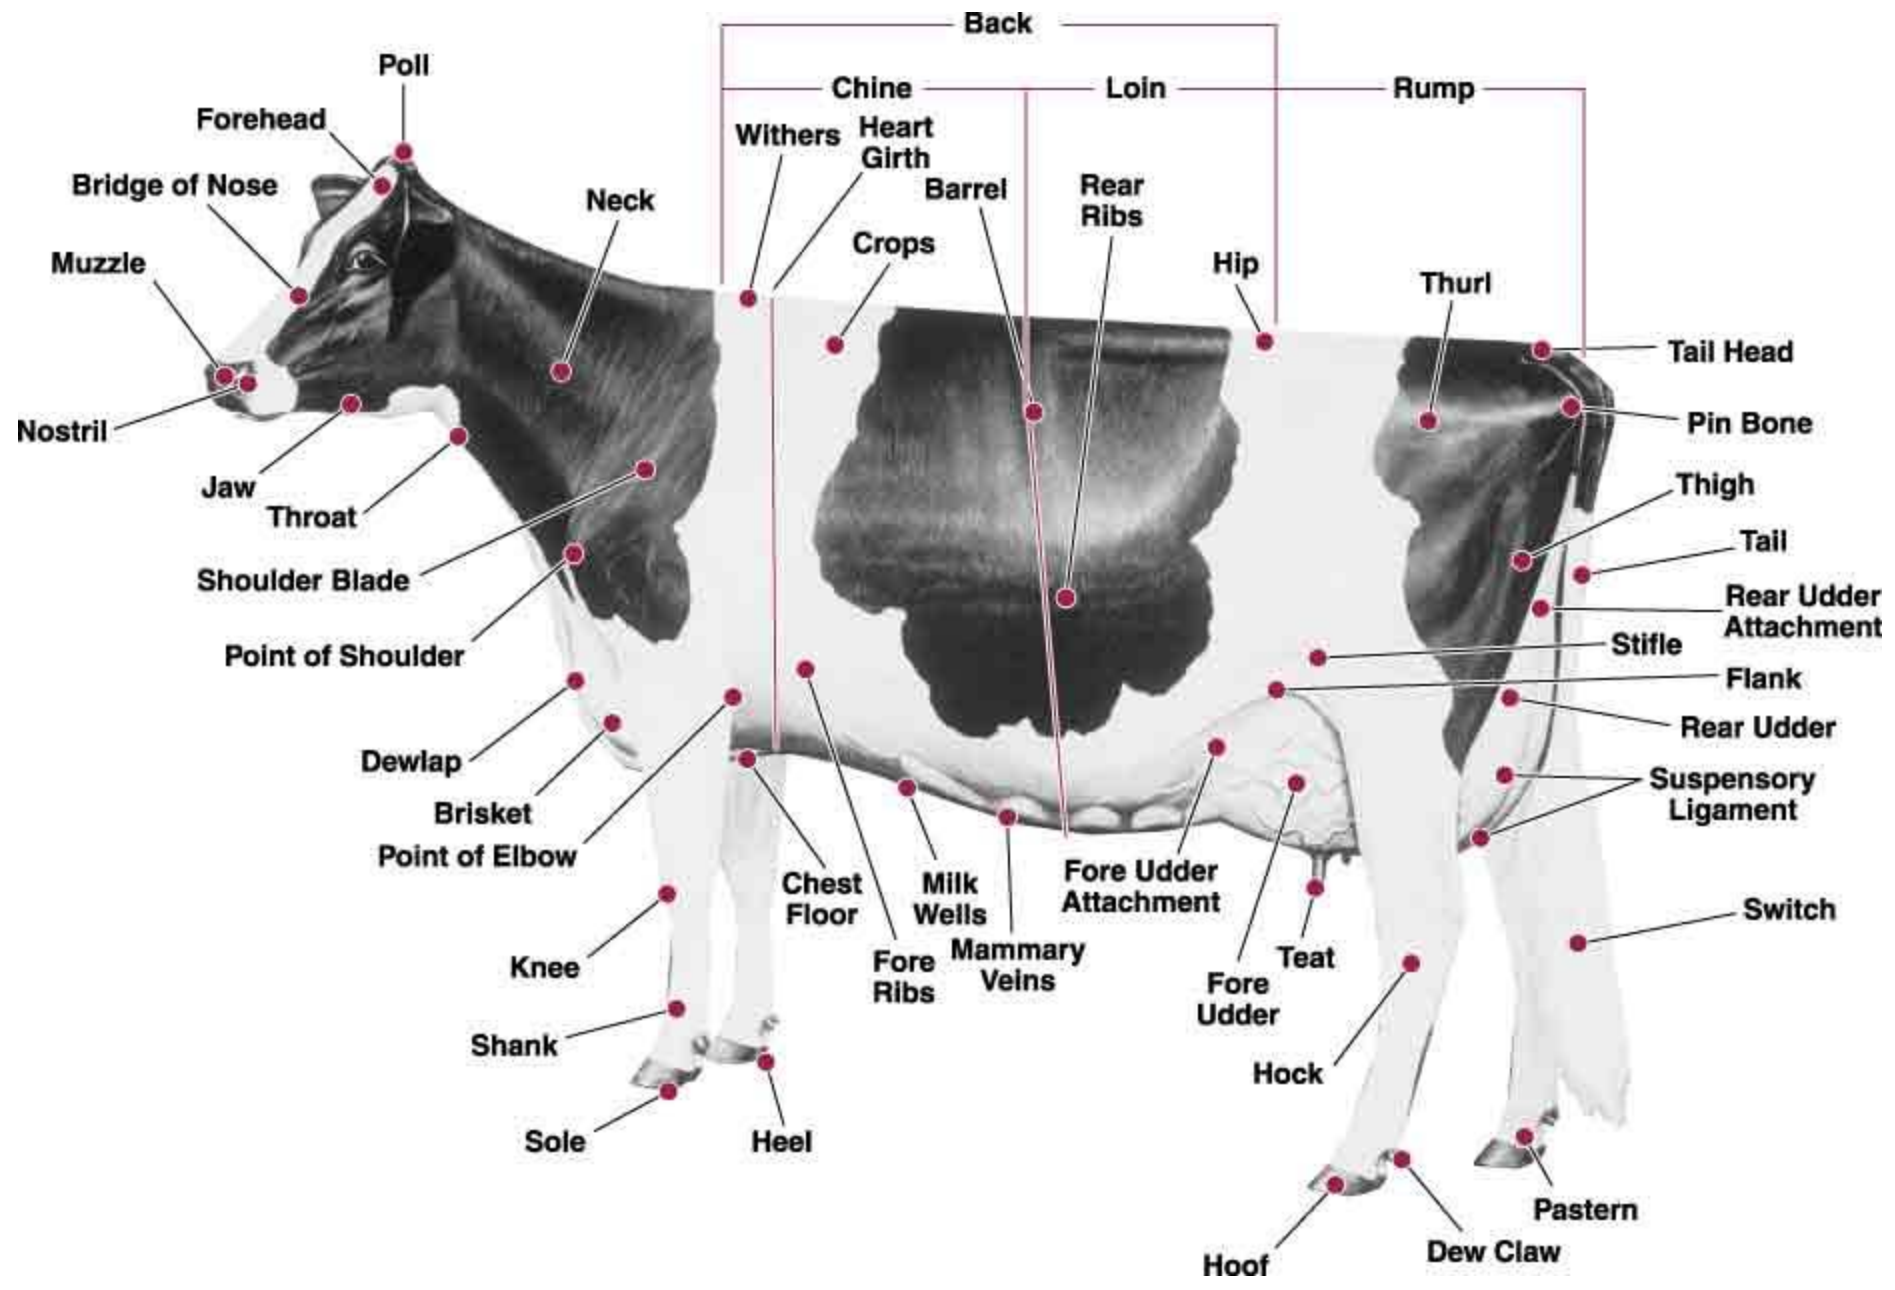 Back
Poll
Chine
Loin
Rump
Forehead
Withers
Heart
Girth
Bridge of Nose
Neck
Barrel
Rear
Ribs
Crops
Muzzle
Hip
Thurl
Tail Head
Nostril
Pin Bone
Jaw
Throat
Thigh
Tail
Shoulder Blade
Rear Udder
Attachment
Point of Shoulder
Stifle
Flank
Rear Udder
Dewlap
Suspensory
Ligament
Brisket
Point of Elbow
Chest
Floor
Milk
Wells
Fore Udder
Attachment
Switch
Knee
Fore
Ribs
Mammary
Veins
Teat
Fore
Udder
Shank
Hock
Sole
Heel
Pastern
Hoof
Dew Claw